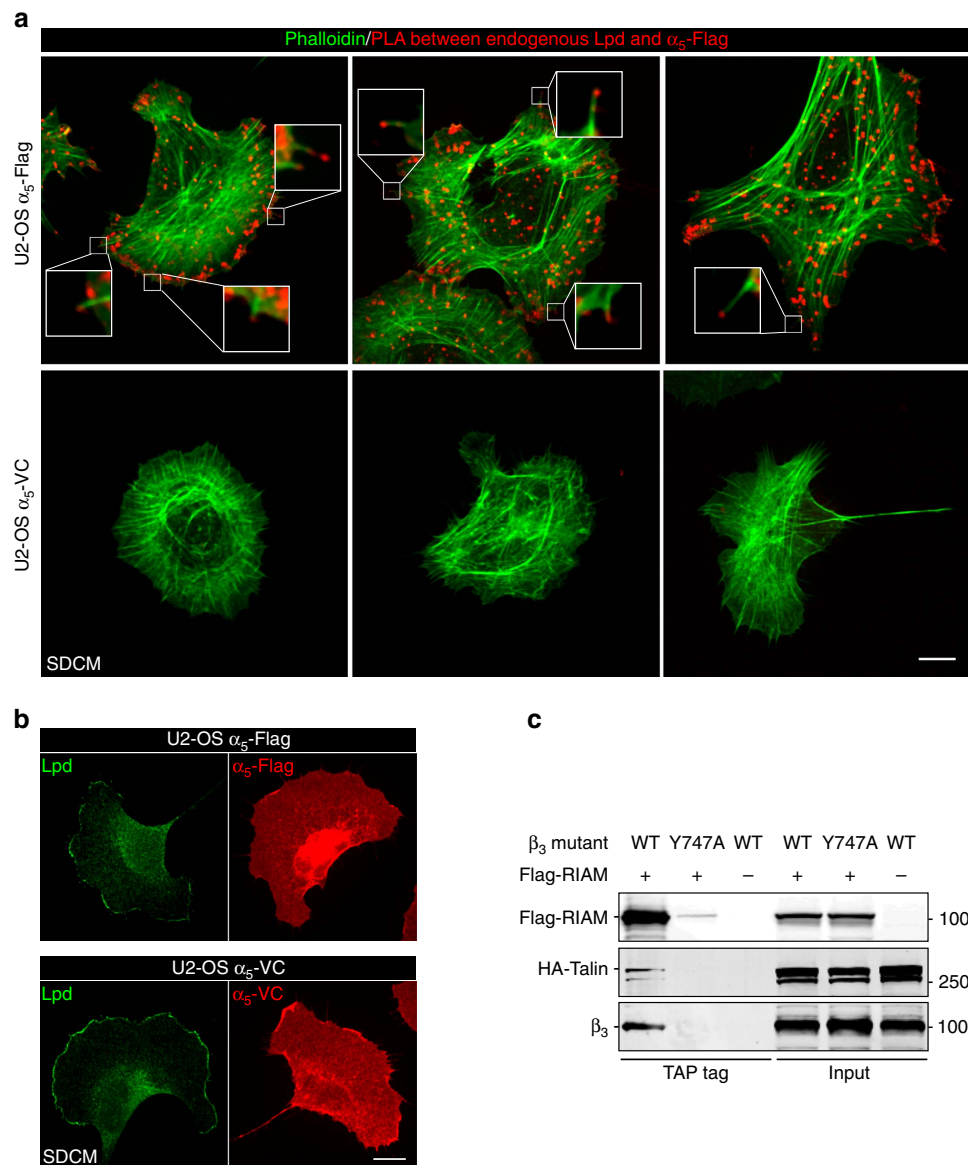 a
Phalloidin/PLA between endogenous Lpd and α5-Flag
U2-OS α5-Flag
U2-OS α5-VC
SDCM
b
U2-OS α5-Flag
Lpd
α5-Flag
U2-OS α5-VC
Lpd
α5-VC
SDCM
c
β3 mutant WT Y747A WT WT Y747A WT
Flag-RIAM + + − + + −
Flag-RIAM 100
HA-Talin 250
β3 100
TAP tag Input